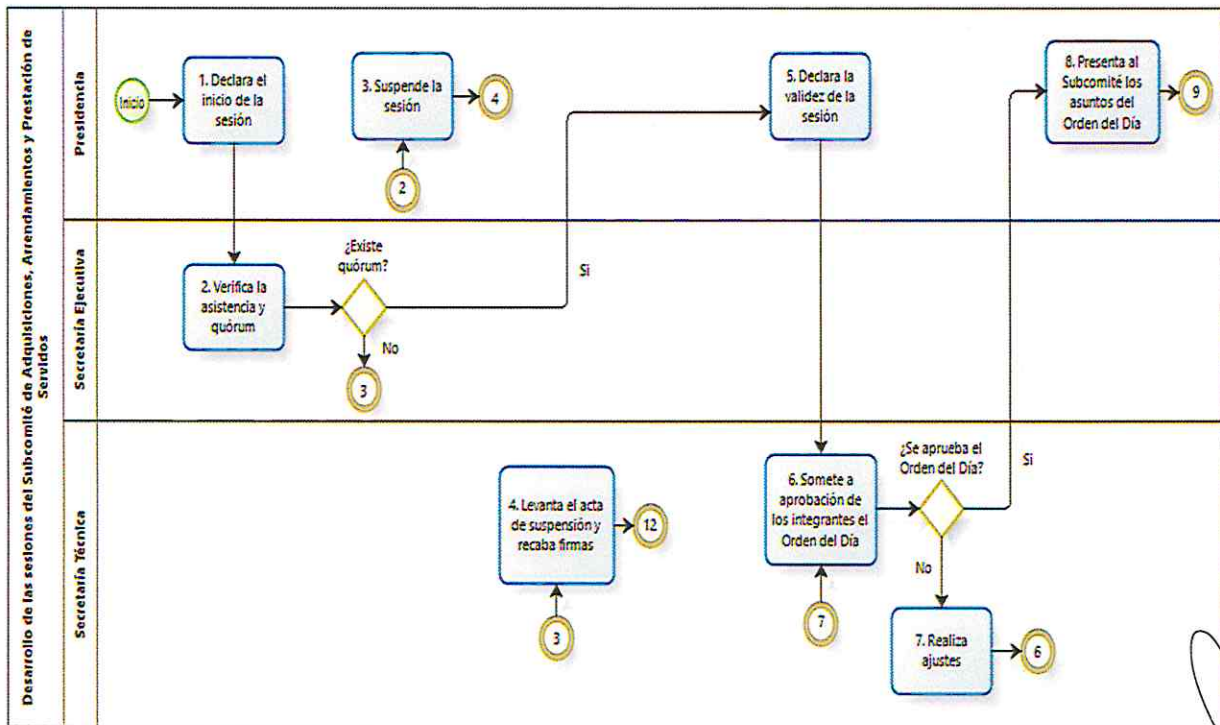 Desarrollo de las sesiones del Subcomité de Adquisiciones, Arrendamientos y Prestación de
Servidos
Presidencia
Inicio
1. Declara el
inicio de la
sesión
3. Suspende la
sesión
4
2
5. Declara la
validez de la
sesión
8. Presenta al
Subcomité los
asuntos del
Orden del Día
9
Secretaría Ejecutiva
2. Verifica la
asistencia y
quórum
¿Existe
quórum?
Si
No
3
Secretaría Técnica
4. Levanta el acta
de suspensión y
recaba firmas
12
3
6. Somete a
aprobación de
los integrantes el
Orden del Día
7
¿Se aprueba el
Orden del Día?
Si
No
7. Realiza
ajustes
6